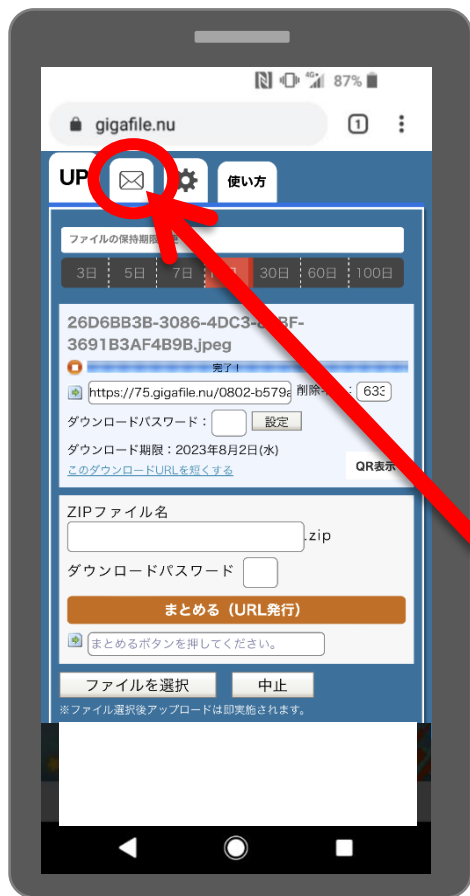 4G 87%
gigafile.nu 1
UP 使い方
ファイルの保持期限
3日 5日 7日 30日 60日 100日
26D6BB3B-3086-4DC3-8 BF-
3691B3AF4B9B.jpeg
完了!
https://75.gigafile.nu/0802-b579 削除 : 633
ダウンロードパスワード: 設定
ダウンロード期限:2023年8月2日(水)
このダウンロードURLを短くする QR表示
ZIPファイル名
.zip
ダウンロードパスワード
まとめる(URL発行)
まとめるボタンを押してください。
ファイルを選択 中止
※ファイル選択後アップロードは即実施されます。